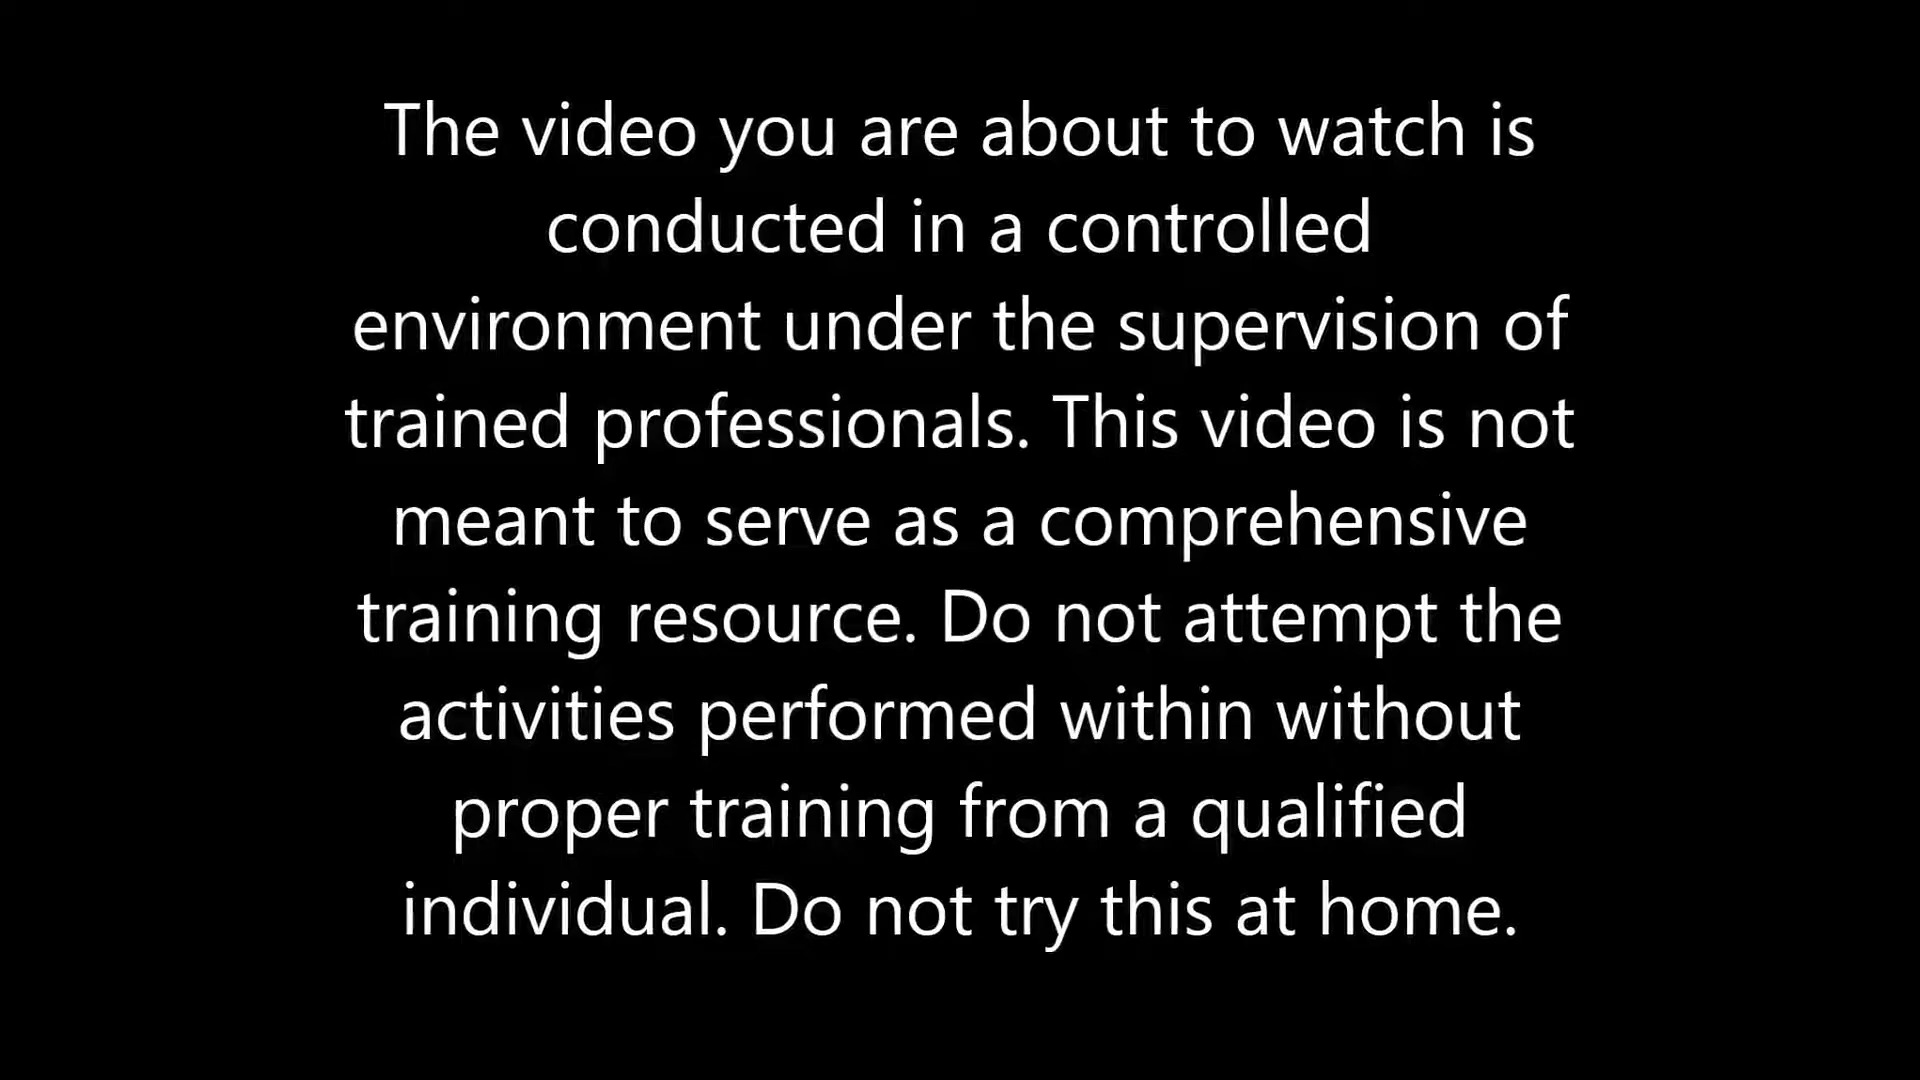 The video you are about to watch is
conducted in a controlled
environment under the supervision of
trained professionals. This video is not
meant to serve as a comprehensive
training resource. Do not attempt the
activities performed within without
proper training from a qualified
individual. Do not try this at home.